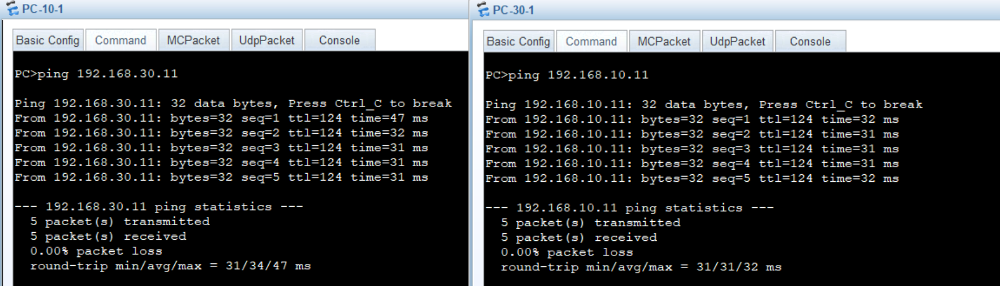 PC-10-1
Basic Config Command MCPacket UdpPacket Console
PC>ping 192.168.30.11
Ping 192.168.30.11: 32 data bytes, Press Ctrl_C to break
From 192.168.30.11: bytes=32 seq=1 ttl=124 time=47 ms
From 192.168.30.11: bytes=32 seq=2 ttl=124 time=32 ms
From 192.168.30.11: bytes=32 seq=3 ttl=124 time=31 ms
From 192.168.30.11: bytes=32 seq=4 ttl=124 time=31 ms
From 192.168.30.11: bytes=32 seq=5 ttl=124 time=31 ms
--- 192.168.30.11 ping statistics ---
5 packet(s) transmitted
5 packet(s) received
0.00% packet loss
round-trip min/avg/max = 31/34/47 ms
PC-30-1
Basic Config Command MCPacket UdpPacket Console
PC>ping 192.168.10.11
Ping 192.168.10.11: 32 data bytes, Press Ctrl_C to break
From 192.168.10.11: bytes=32 seq=1 ttl=124 time=32 ms
From 192.168.10.11: bytes=32 seq=2 ttl=124 time=31 ms
From 192.168.10.11: bytes=32 seq=3 ttl=124 time=31 ms
From 192.168.10.11: bytes=32 seq=4 ttl=124 time=31 ms
From 192.168.10.11: bytes=32 seq=5 ttl=124 time=32 ms
--- 192.168.10.11 ping statistics ---
5 packet(s) transmitted
5 packet(s) received
0.00% packet loss
round-trip min/avg/max = 31/31/32 ms